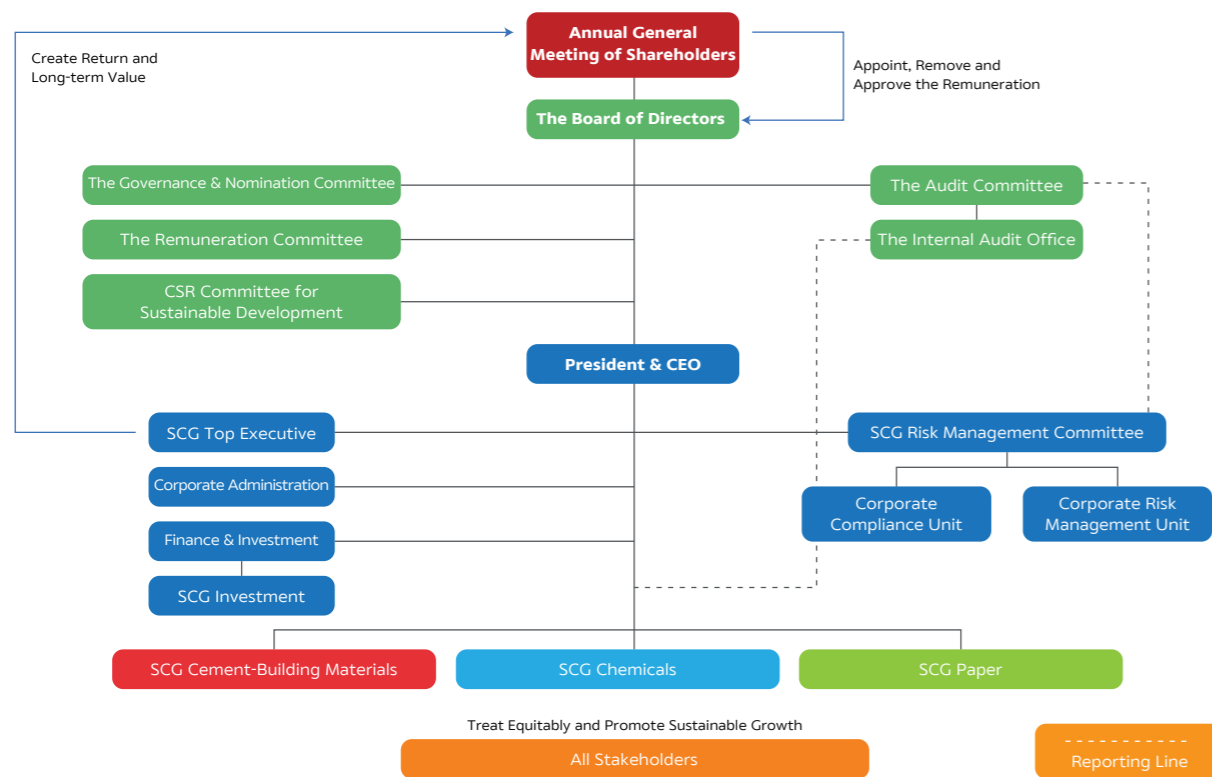 Annual General
Meeting of Shareholders
Create Return and
Long-term Value
Appoint, Remove and
Approve the Remuneration
The Board of Directors
The Governance & Nomination Committee
The Audit Committee
The Remuneration Committee
The Internal Audit Office
CSR Committee for
Sustainable Development
President & CEO
SCG Top Executive
SCG Risk Management Committee
Corporate Administration
Corporate
Compliance Unit
Corporate Risk
Management Unit
Finance & Investment
SCG Investment
SCG Cement-Building Materials
SCG Chemicals
SCG Paper
Treat Equitably and Promote Sustainable Growth
All Stakeholders
Reporting Line